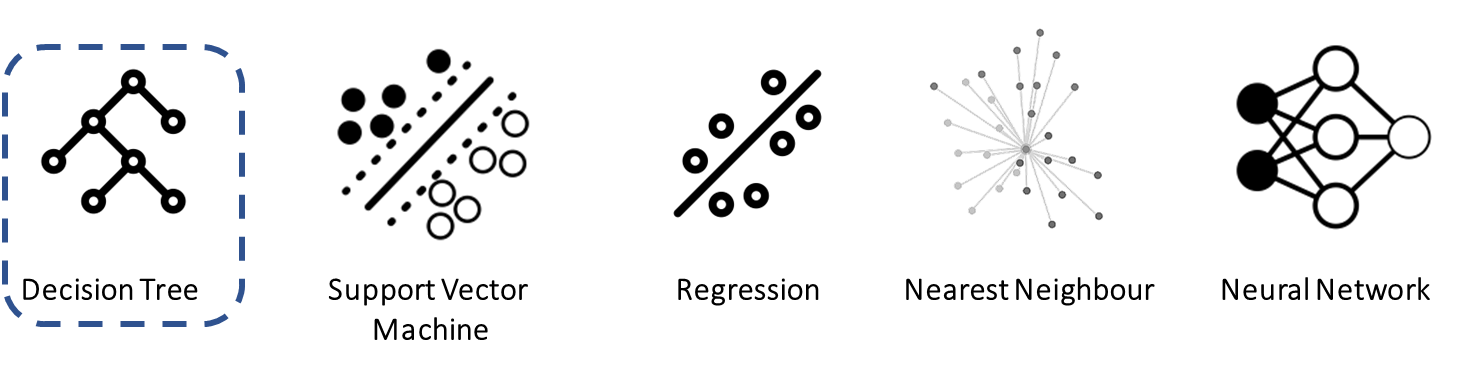 Decision Tree
Support Vector
Machine
Regression
Nearest Neighbour
Neural Network